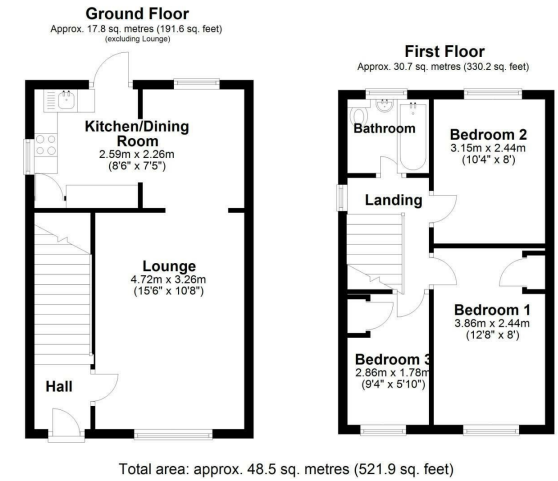 Ground Floor
Approx. 17.8 sq. metres (191.6 sq. feet)
(excluding Lounge)
Kitchen/Dining
Room
2.59m x 2.26m
(8'6" x 7'5")
Lounge
4.72m x 3.26m
(15'6" x 10'8")
Hall
First Floor
Approx. 30.7 sq. metres (330.2 sq. feet)
Bathroom
Bedroom 2
3.15m x 2.44m
(10'4" x 8')
Landing
Bedroom 1
3.86m x 2.44m
(12'8" x 8')
Bedroom 3
2.86m x 1.78m
(9'4" x 5'10")
Total area: approx. 48.5 sq. metres (521.9 sq. feet)